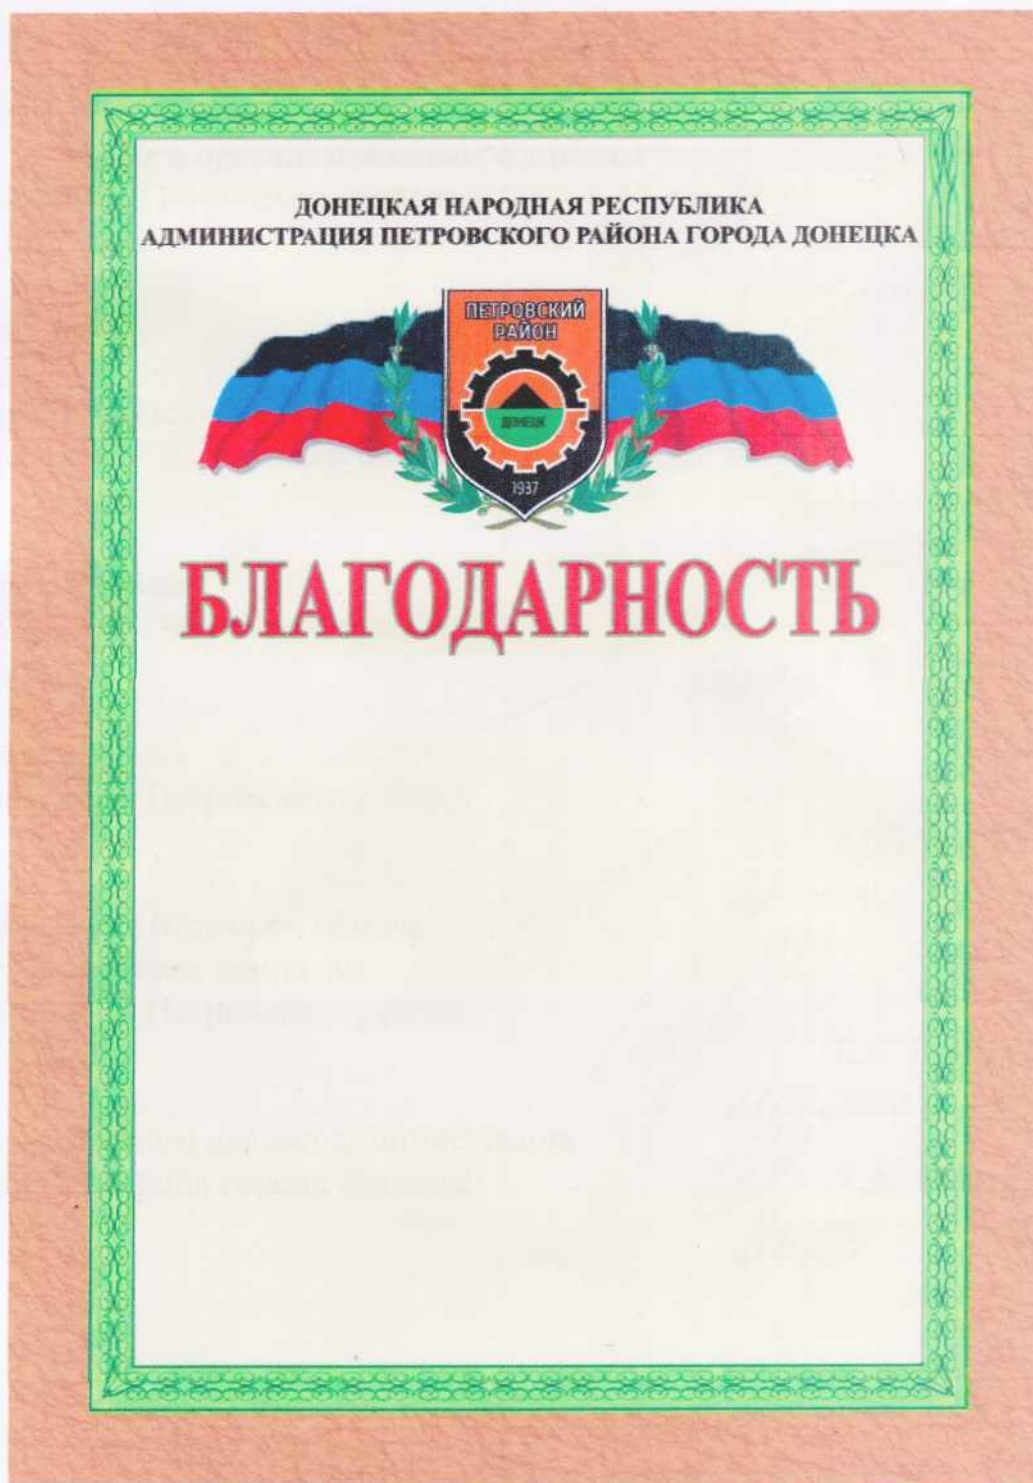 ДОНЕЦКАЯ НАРОДНАЯ РЕСПУБЛИКА
АДМИНИСТРАЦИЯ ПЕТРОВСКОГО РАЙОНА ГОРОДА ДОНЕЦКА
ПЕТРОВСКИЙ
РАЙОН
ДОНЕЦК
1937
БЛАГОДАРНОСТЬ